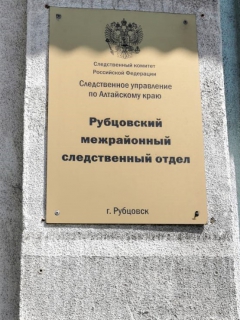 Следственный комитет
Российской Федерации
Следственное управление
по Алтайскому краю
Рубцовский
межрайонный
следственный отдел
г. Рубцовск